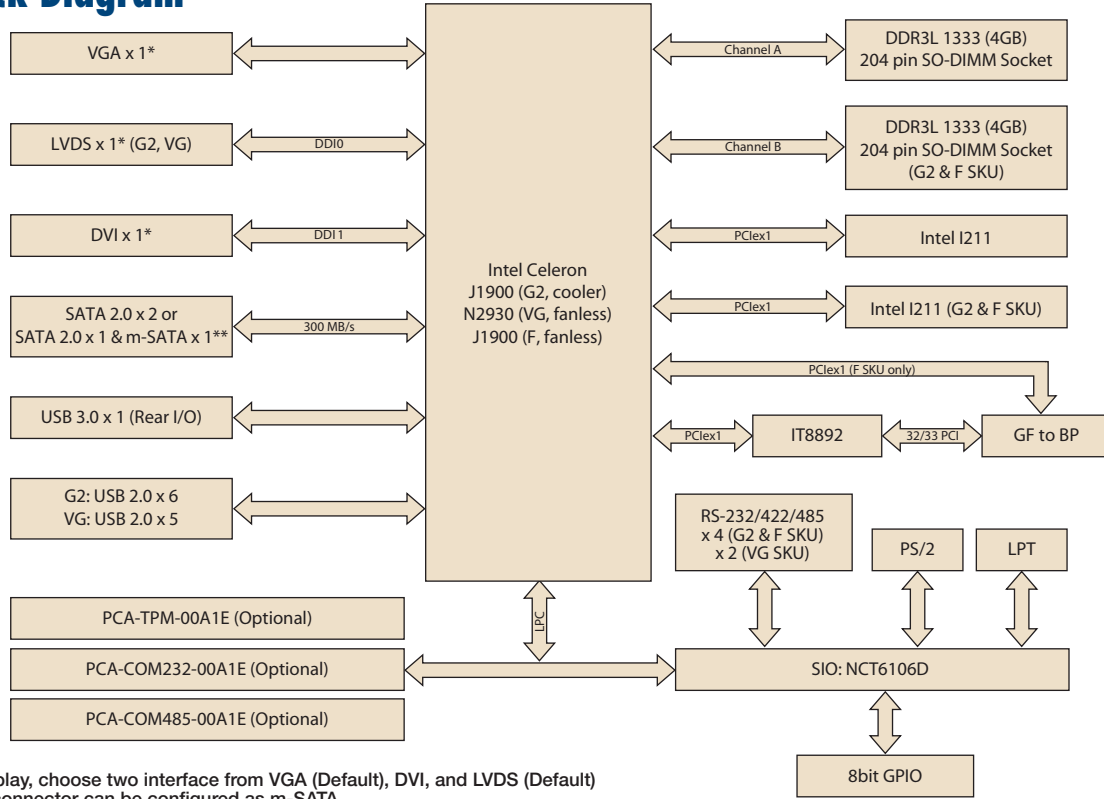 Diagram
VGA x 1*
LVDS x 1* (G2, VG)
DDI0
DVI x 1*
DDI 1
SATA 2.0 x 2 or
SATA 2.0 x 1 & m-SATA x 1**
300 MB/s
USB 3.0 x 1 (Rear I/O)
G2: USB 2.0 x 6
VG: USB 2.0 x 5
Intel Celeron
J1900 (G2, cooler)
N2930 (VG, fanless)
J1900 (F, fanless)
Channel A
DDR3L 1333 (4GB)
204 pin SO-DIMM Socket
Channel B
DDR3L 1333 (4GB)
204 pin SO-DIMM Socket
(G2 & F SKU)
PCIex1
Intel I211
PCIex1
Intel I211 (G2 & F SKU)
PCIex1 (F SKU only)
PCIex1
IT8892
32/33 PCI
GF to BP
RS-232/422/485
x 4 (G2 & F SKU)
x 2 (VG SKU)
PS/2
LPT
LPC
PCA-TPM-00A1E (Optional)
PCA-COM232-00A1E (Optional)
PCA-COM485-00A1E (Optional)
SIO: NCT6106D
8bit GPIO
play, choose two interface from VGA (Default), DVI, and LVDS (Default)
connector can be configured as m-SATA